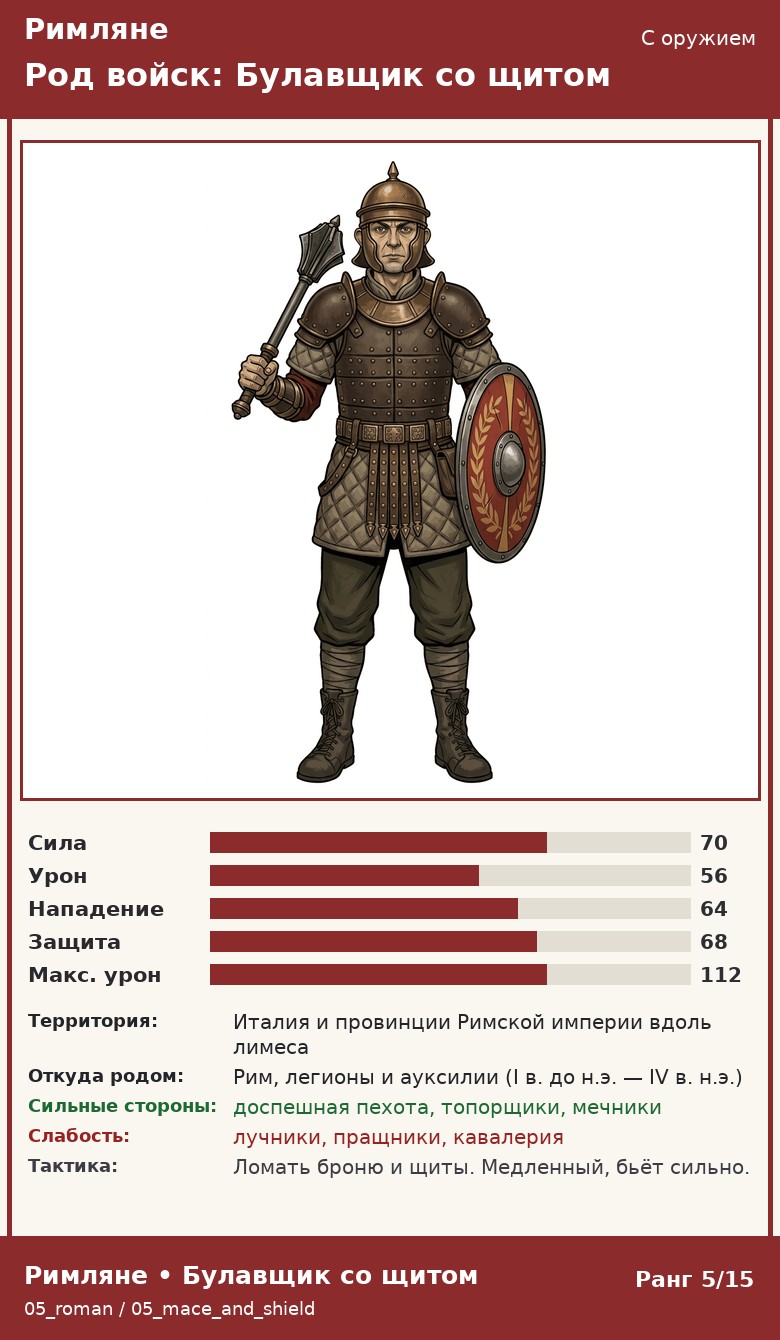 Римляне
С оружием
Род войск: Булавщик со щитом
Сила 70
Урон 56
Нападение 64
Защита 68
Макс. урон 112
Территория: Италия и провинции Римской империи вдоль
лимеса
Откуда родом: Рим, легионы и ауксилии (I в. до н.э. — IV в. н.э.)
Сильные стороны: доспешная пехота, топорщики, мечники
Слабость: лучники, пращники, кавалерия
Тактика: Ломать броню и щиты. Медленный, бьёт сильно.
Римляне • Булавщик со щитом
Ранг 5/15
05_roman / 05_mace_and_shield